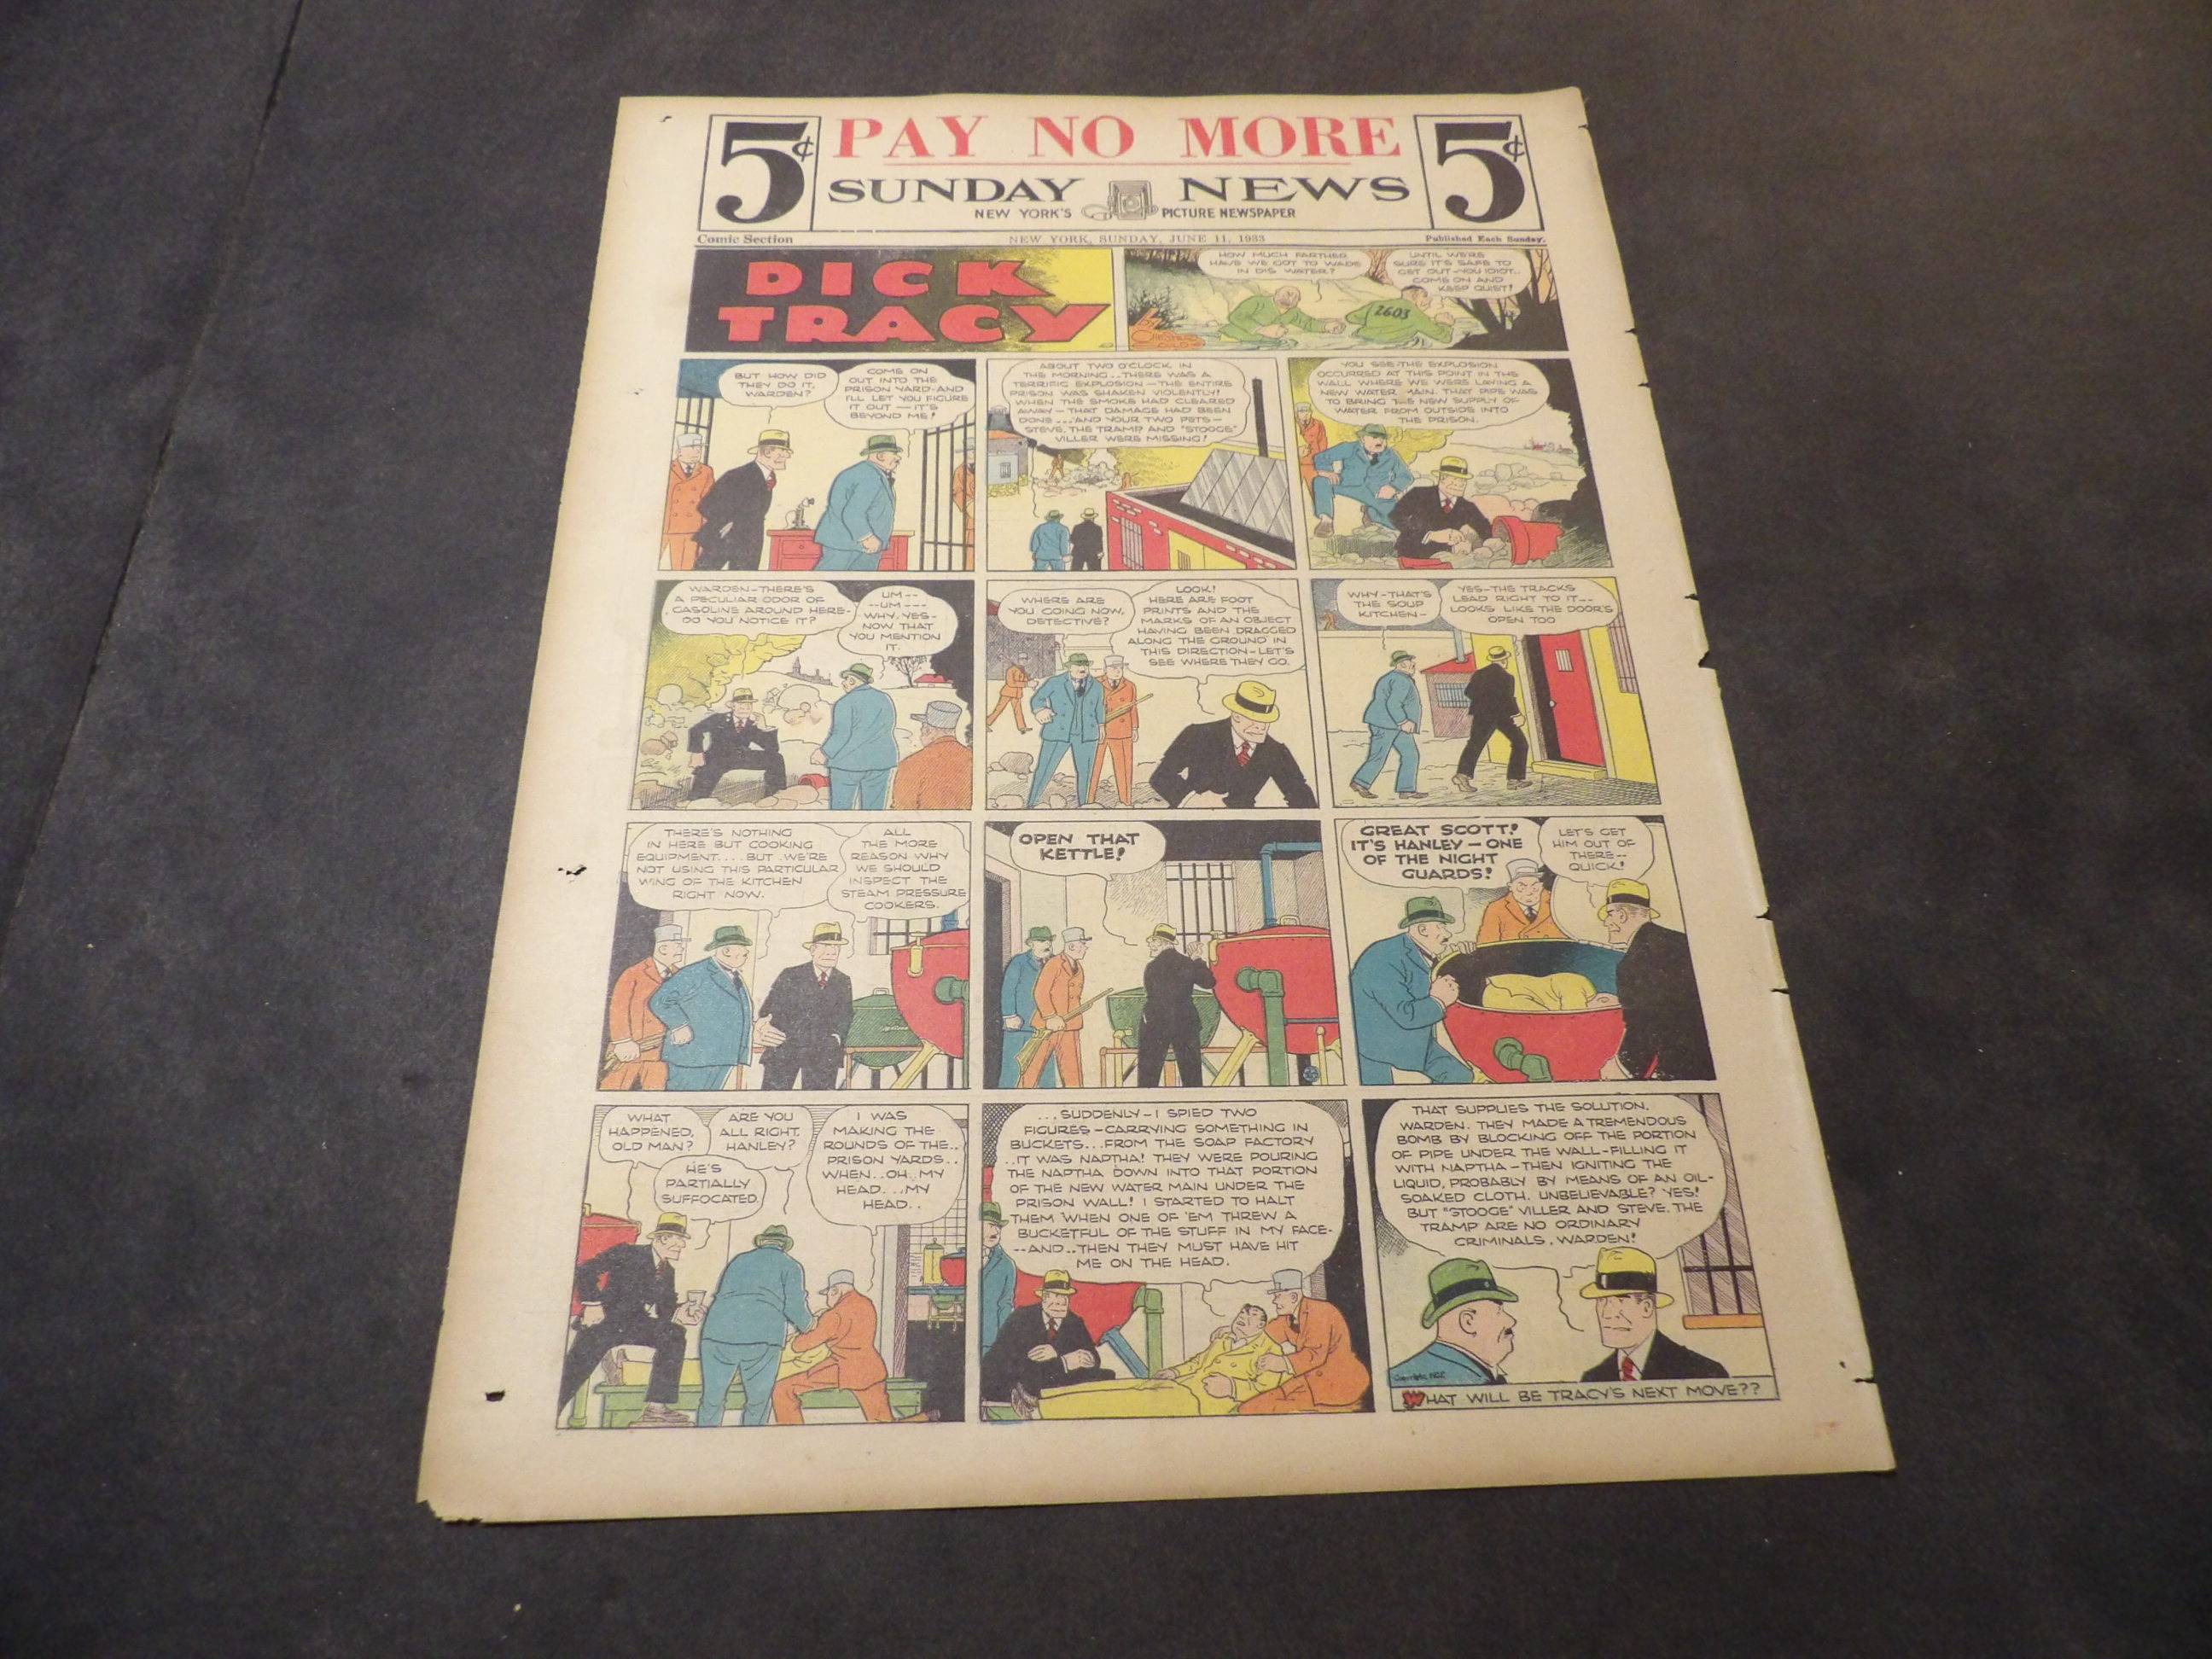 5¢
PAY NO MORE
5¢
SUNDAY NEWS
NEW YORK'S PICTURE NEWSPAPER
Comic Section
NEW YORK, SUNDAY, JUNE 11, 1933
Published Each Sunday.
DICK
TRACY
HOW MUCH FARTHER
HAVE WE GOT TO WADE
IN DIS WATER?
UNTIL WE'RE
SURE IT'S SAFE TO
GET OUT-YOU IDIOT...
COME ON AND
KEEP QUIET!
2603
BUT HOW DID
THEY DO IT,
WARDEN?
COME ON
OUT INTO THE
PRISON YARD-AND
I'LL LET YOU FIGURE
IT OUT-IT'S
BEYOND ME!
ABOUT TWO O'CLOCK IN
THE MORNING..THERE WAS A
TERRIFIC EXPLOSION-THE ENTIRE
PRISON WAS SHAKEN VIOLENTLY!
WHEN THE SMOKE HAD CLEARED
AWAY-THAT DAMAGE HAD BEEN
DONE...AND YOUR TWO PETS-
STEVE, THE TRAMP AND "STOOGE"
VILLER WERE MISSING!
YOU SEE THE EXPLOSION
OCCURRED AT THIS POINT IN THE
WALL WHERE WE WERE LAYING A
NEW WATER MAIN. THAT PIPE WAS
TO BRING THE NEW SUPPLY OF
WATER FROM OUTSIDE INTO
THE PRISON.
WARDEN-THERE'S
A PECULIAR ODOR OF
GASOLINE AROUND HERE-
DO YOU NOTICE IT?
UM--
--UM---
WHY, YES-
NOW THAT
YOU MENTION
IT.
WHERE ARE
YOU GOING NOW,
DETECTIVE?
LOOK!
HERE ARE FOOT
PRINTS AND THE
MARKS OF AN OBJECT
HAVING BEEN DRAGGED
ALONG THE GROUND IN
THIS DIRECTION-LET'S
SEE WHERE THEY GO.
WHY-THAT'S
THE SOUP
KITCHEN-
YES-THE TRACKS
LEAD RIGHT TO IT--
LOOKS LIKE THE DOOR'S
OPEN TOO
THERE'S NOTHING
IN HERE BUT COOKING
EQUIPMENT....BUT WE'RE
NOT USING THIS PARTICULAR
WING OF THE KITCHEN
RIGHT NOW.
ALL
THE MORE
REASON WHY
WE SHOULD
INSPECT THE
STEAM PRESSURE
COOKERS.
OPEN THAT
KETTLE!
GREAT SCOTT!
IT'S HANLEY-ONE
OF THE NIGHT
GUARDS!
LET'S GET
HIM OUT OF
THERE--
QUICK!
WHAT
HAPPENED,
OLD MAN?
ARE YOU
ALL RIGHT,
HANLEY?
HE'S
PARTIALLY
SUFFOCATED.
I WAS
MAKING THE
ROUNDS OF THE..
PRISON YARDS..
WHEN..OH, MY
HEAD...MY
HEAD..
...SUDDENLY-I SPIED TWO
FIGURES-CARRYING SOMETHING IN
BUCKETS...FROM THE SOAP FACTORY
..IT WAS NAPTHA! THEY WERE POURING
THE NAPTHA DOWN INTO THAT PORTION
OF THE NEW WATER MAIN UNDER THE
PRISON WALL! I STARTED TO HALT
THEM WHEN ONE OF 'EM THREW A
BUCKETFUL OF THE STUFF IN MY FACE-
--AND..THEN THEY MUST HAVE HIT
ME ON THE HEAD.
THAT SUPPLIES THE SOLUTION,
WARDEN. THEY MADE A TREMENDOUS
BOMB BY BLOCKING OFF THE PORTION
OF PIPE UNDER THE WALL-FILLING IT
WITH NAPTHA-THEN IGNITING THE
LIQUID, PROBABLY BY MEANS OF AN OIL-
SOAKED CLOTH. UNBELIEVABLE? YES!
BUT "STOOGE" VILLER AND STEVE, THE
TRAMP ARE NO ORDINARY
CRIMINALS, WARDEN!
WHAT WILL BE TRACY'S NEXT MOVE??